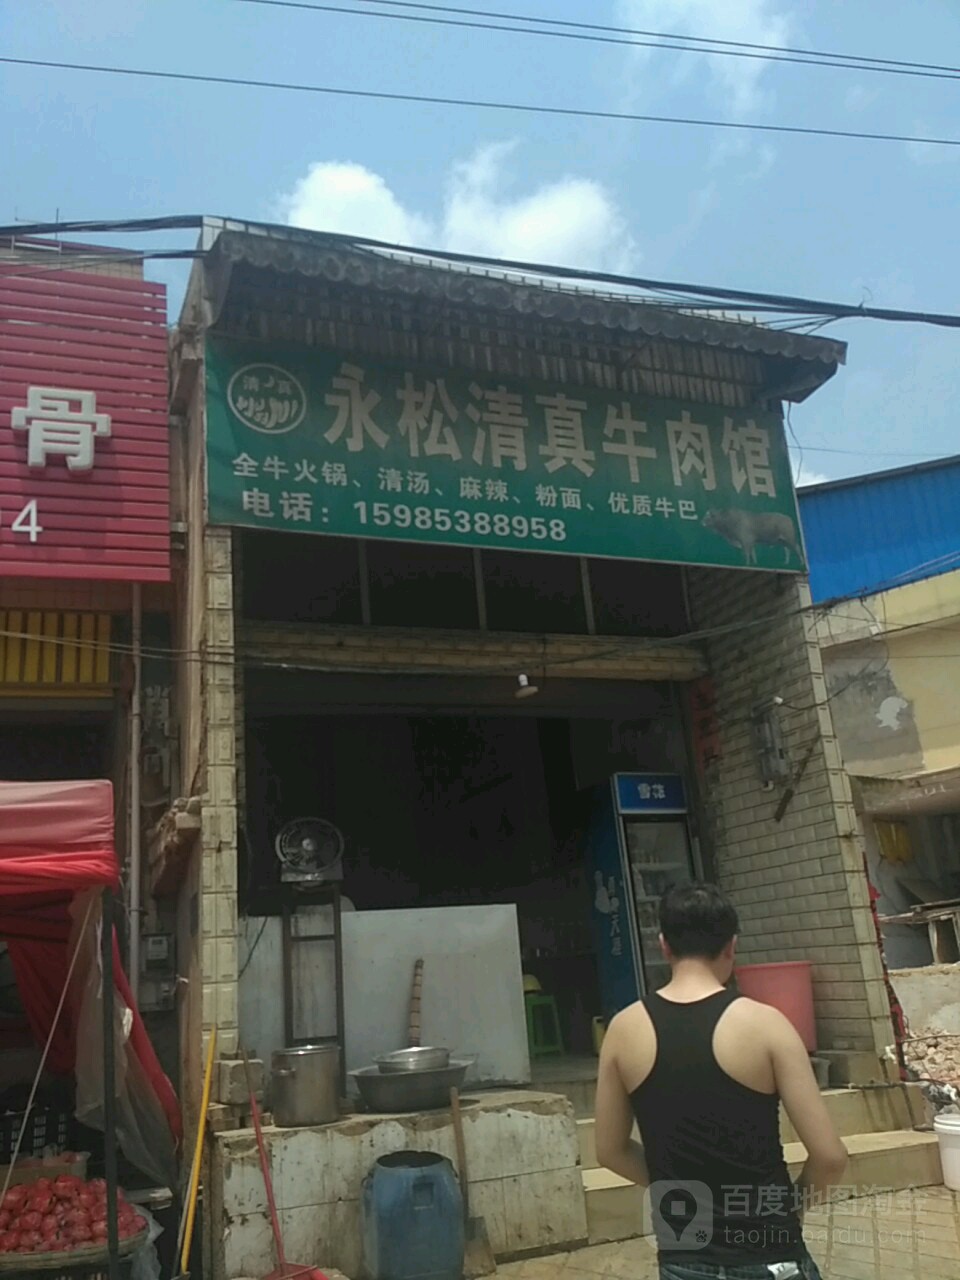 清真
永松清真牛肉馆
全牛火锅、清汤、麻辣、粉面、优质牛巴
电话：15985388958
骨
4
雪花
天涯
百度地图淘金
taojin.baidu.com